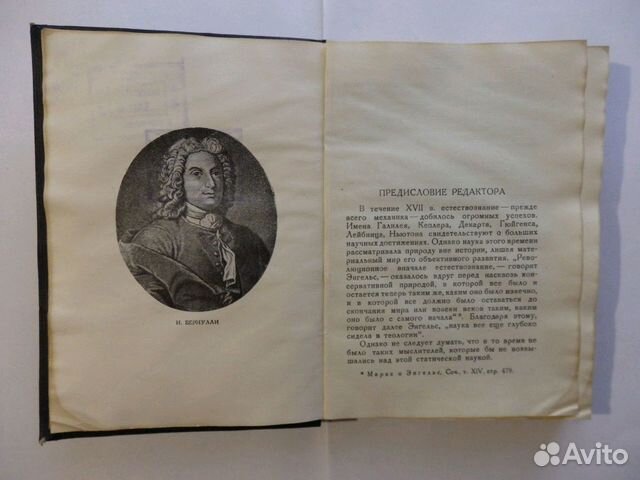 И. БЕРНУЛЛИ
ПРЕДИСЛОВИЕ РЕДАКТОРА
В течение XVII в. естествознание — прежде
всего механика — добилось огромных успехов.
Имена Галилея, Кеплера, Декарта, Гюйгенса,
Лейбница, Ньютона свидетельствуют о больших
научных достижениях. Однако наука этого времени
рассматривала природу вне истории, лишая мате-
риальный мир его объективного развития. „Рево-
люционное вначале естествознание, — говорит
Энгельс, — оказалось вдруг перед насквозь кон-
сервативной природой, в которой все было и
остается теперь таким же, каким оно было извечно,
и в которой все должно было оставаться до
скончания мира или вовеки веков таким, каким
оно было с самого начала“ *. Благодаря этому,
говорит далее Энгельс, „наука все еще глубоко
сидела в теологии“.
Однако не следует думать, что в то время не
было таких мыслителей, которые бы не возвы-
шались над этой статической наукой.
* Маркс и Энгельс, Соч., т. XIV, стр. 479.
Avito